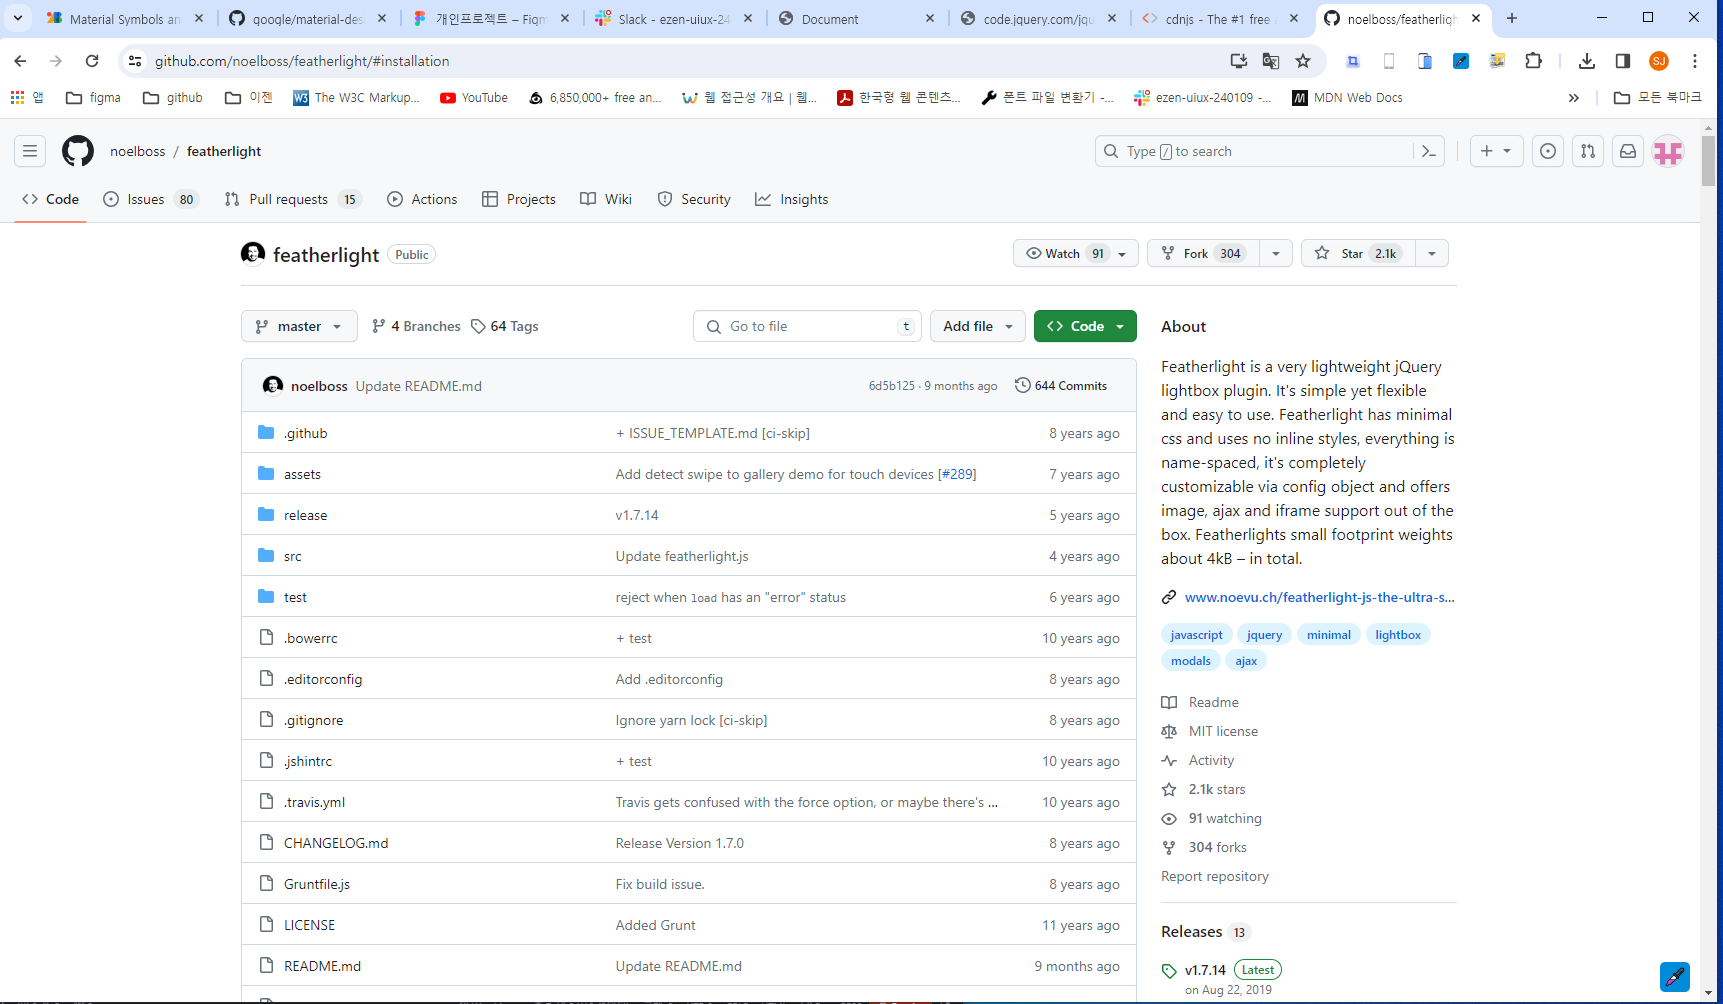 Material Symbols an
google/material-des
개인프로젝트 – Figm
Slack - ezen-uiux-24
Document
code.jquery.com/jqu
cdnjs - The #1 free
noelboss/featherligh
github.com/noelboss/featherlight/#installation
SJ
앱
figma
github
이젠
The W3C Markup...
YouTube
6,850,000+ free an...
웹 접근성 개요 | 웹...
한국형 웹 콘텐츠...
폰트 파일 변환기 -...
ezen-uiux-240109 -...
MDN Web Docs
모든 북마크
noelboss / featherlight
Type / to search
Code
Issues 80
Pull requests 15
Actions
Projects
Wiki
Security
Insights
featherlight Public
Watch 91
Fork 304
Star 2.1k
master
4 Branches
64 Tags
Go to file t
Add file
<> Code
noelboss Update README.md 6d5b125 · 9 months ago 644 Commits
.github + ISSUE_TEMPLATE.md [ci-skip] 8 years ago
assets Add detect swipe to gallery demo for touch devices [#289] 7 years ago
release v1.7.14 5 years ago
src Update featherlight.js 4 years ago
test reject when load has an "error" status 6 years ago
.bowerrc + test 10 years ago
.editorconfig Add .editorconfig 8 years ago
.gitignore Ignore yarn lock [ci-skip] 8 years ago
.jshintrc + test 10 years ago
.travis.yml Travis gets confused with the force option, or maybe there's ... 10 years ago
CHANGELOG.md Release Version 1.7.0 8 years ago
Gruntfile.js Fix build issue. 8 years ago
LICENSE Added Grunt 11 years ago
README.md Update README.md 9 months ago
About
Featherlight is a very lightweight jQuery
lightbox plugin. It's simple yet flexible
and easy to use. Featherlight has minimal
css and uses no inline styles, everything is
name-spaced, it's completely
customizable via config object and offers
image, ajax and iframe support out of the
box. Featherlights small footprint weights
about 4kB – in total.
www.noevu.ch/featherlight-js-the-ultra-s...
javascript jquery minimal lightbox
modals ajax
Readme
MIT license
Activity
2.1k stars
91 watching
304 forks
Report repository
Releases 13
v1.7.14 Latest
on Aug 22, 2019